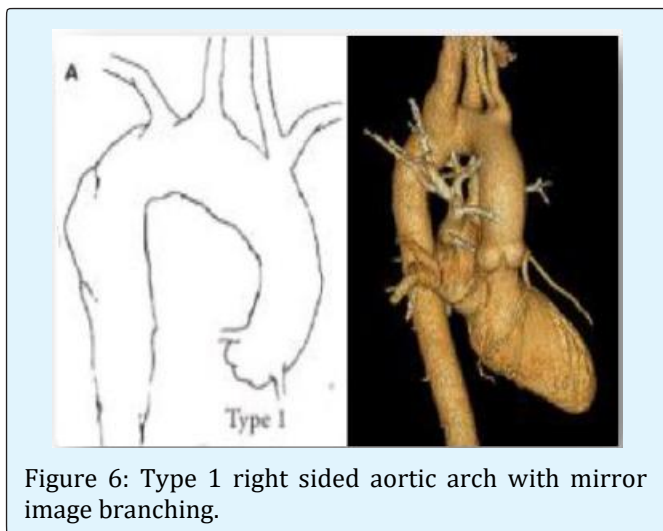 A
Type 1
Figure 6: Type 1 right sided aortic arch with mirror
image branching.